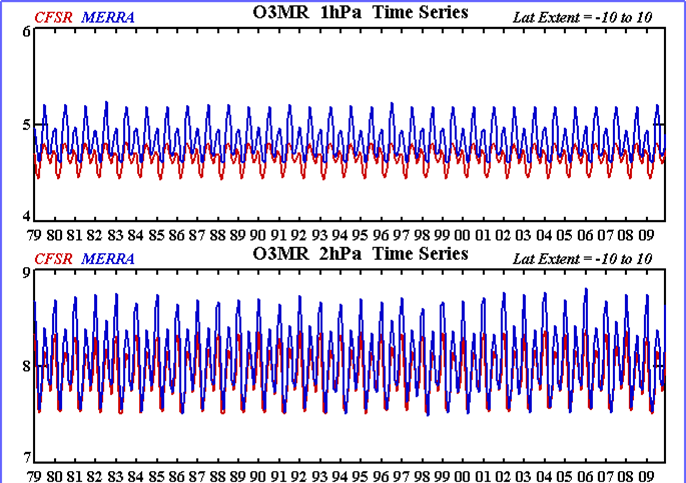 CFSR MERRA O3MR 1hPa Time Series Lat Extent = -10 to 10
6
5
4
79 80 81 82 83 84 85 86 87 88 89 90 91 92 93 94 95 96 97 98 99 00 01 02 03 04 05 06 07 08 09
CFSR MERRA O3MR 2hPa Time Series Lat Extent = -10 to 10
9
8
7
79 80 81 82 83 84 85 86 87 88 89 90 91 92 93 94 95 96 97 98 99 00 01 02 03 04 05 06 07 08 09